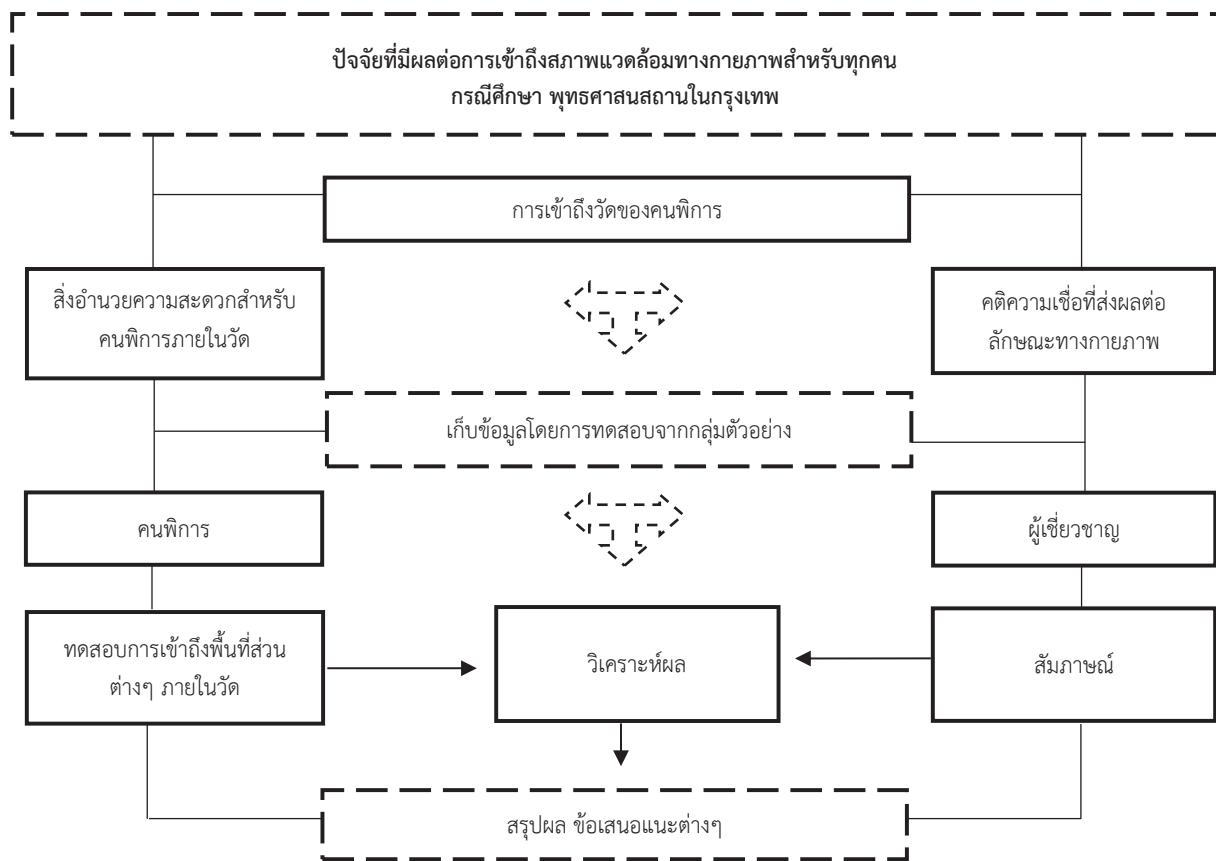 ปัจจัยที่มีผลต่อการเข้าถึงสภาพแวดล้อมทางกายภาพสำหรับทุกคน
กรณีศึกษา พุทธศาสนสถานในกรุงเทพ
การเข้าถึงวัดของคนพิการ
สิ่งอำนวยความสะดวกสำหรับ
คนพิการภายในวัด
คติความเชื่อที่ส่งผลต่อ
ลักษณะทางกายภาพ
เก็บข้อมูลโดยการทดสอบจากกลุ่มตัวอย่าง
คนพิการ
ผู้เชี่ยวชาญ
ทดสอบการเข้าถึงพื้นที่ส่วน
ต่างๆ ภายในวัด
วิเคราะห์ผล
สัมภาษณ์
สรุปผล ข้อเสนอแนะต่างๆ